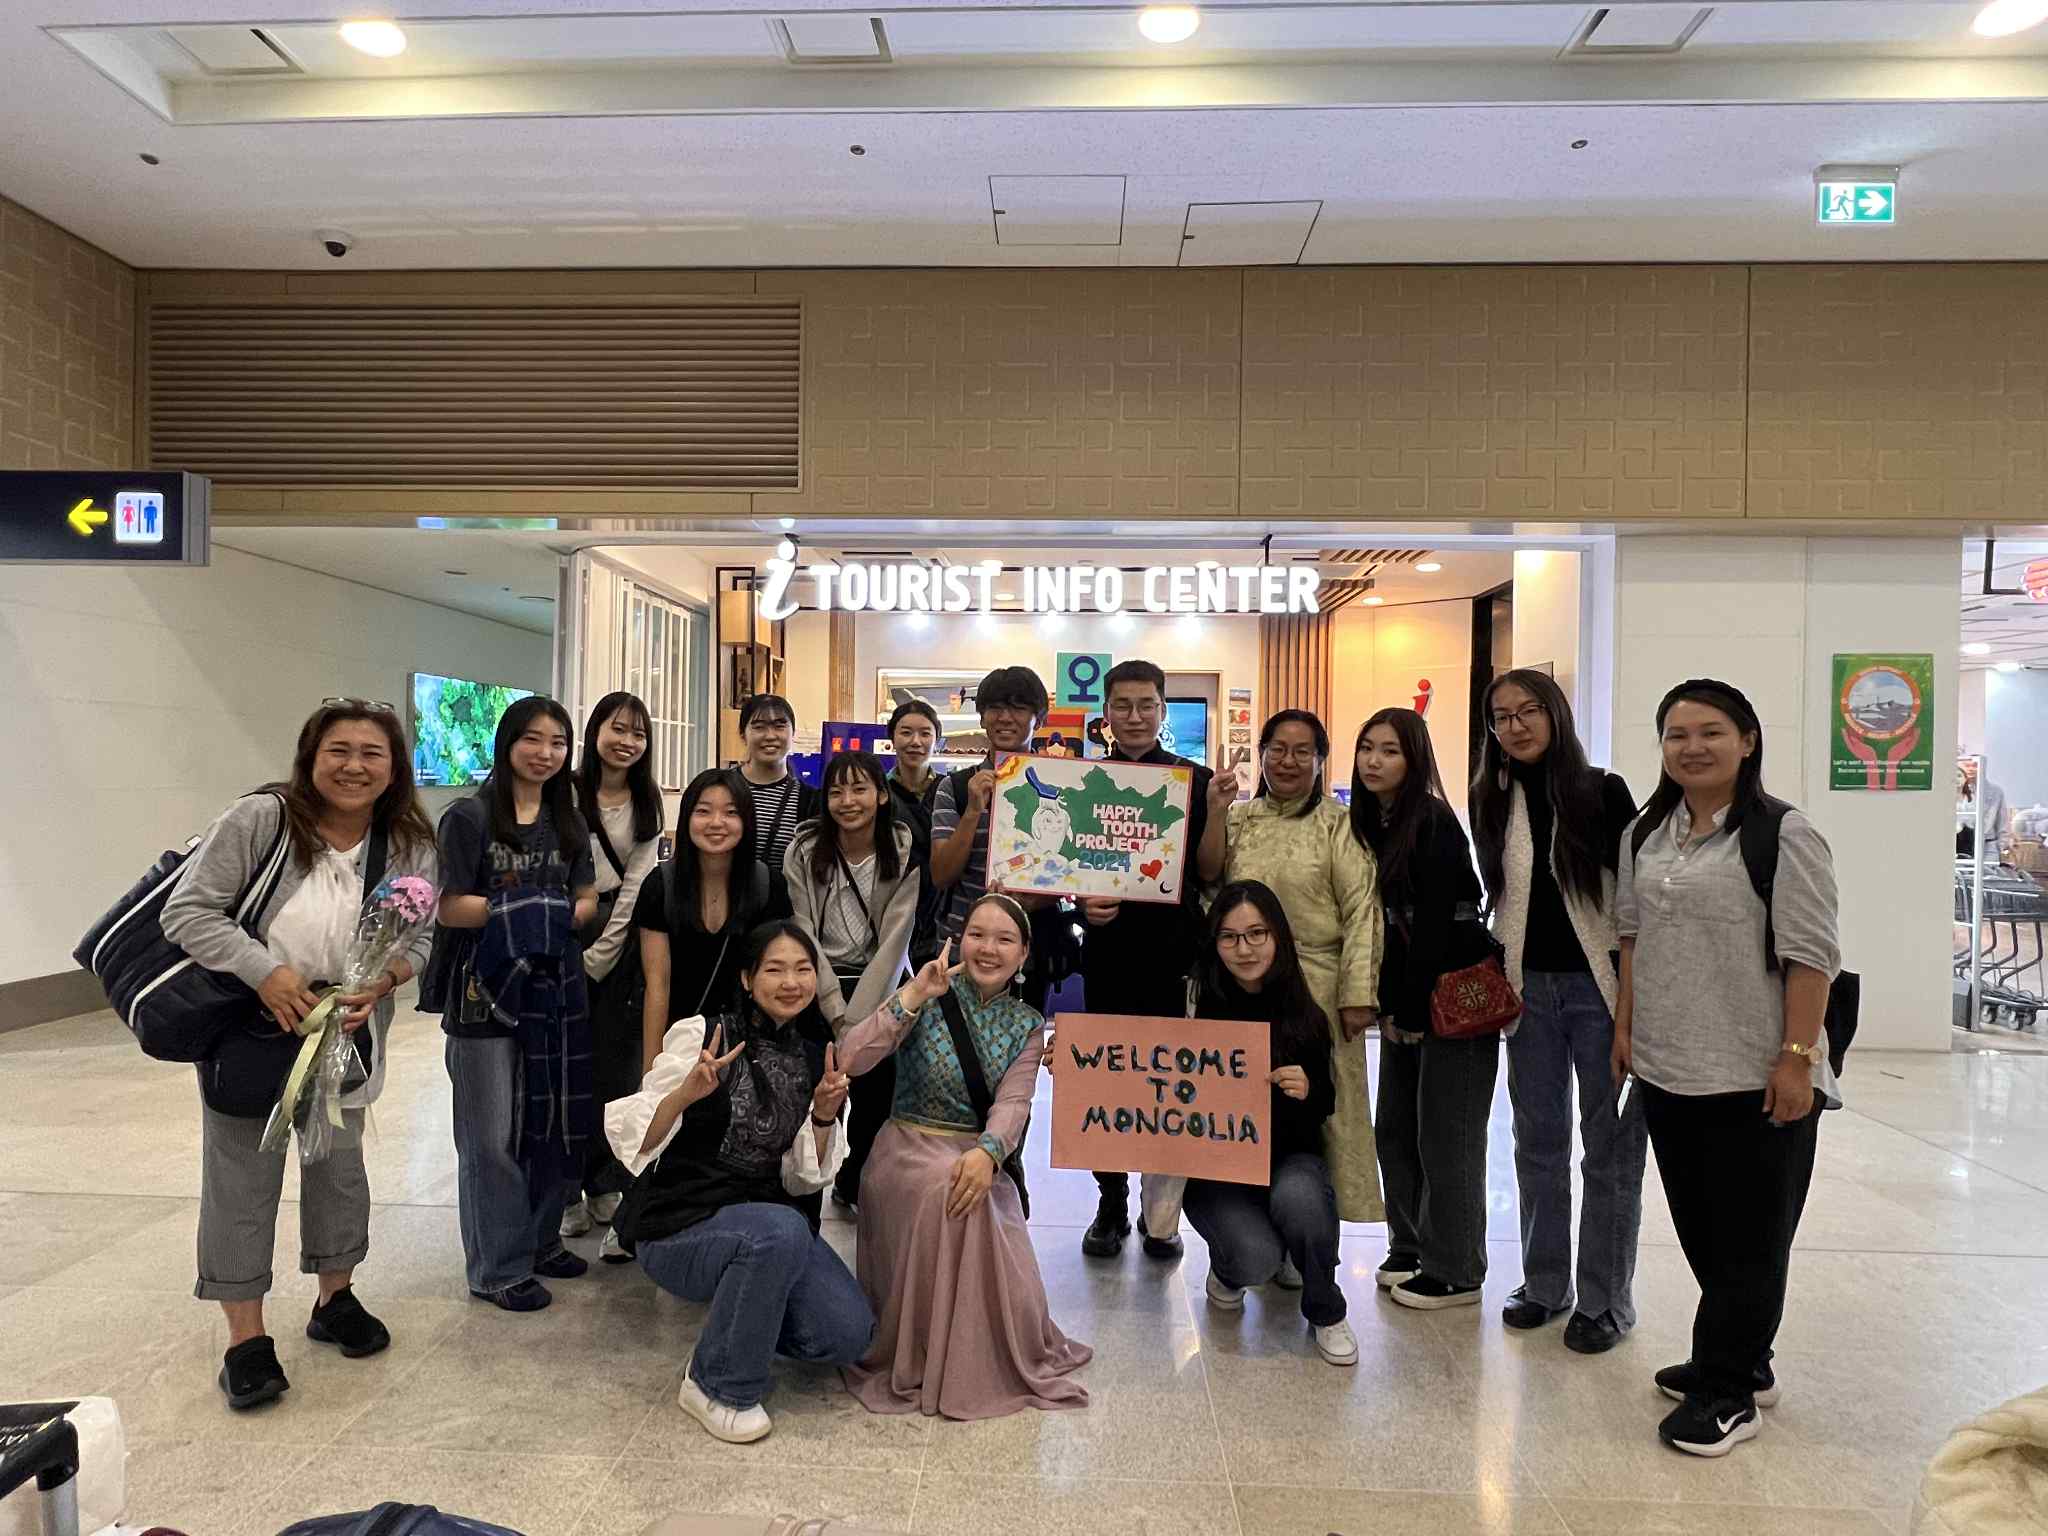 i TOURIST INFO CENTER
HAPPY
TOOTH
PROJECT
2024
WELCOME
TO
MONGOLIA